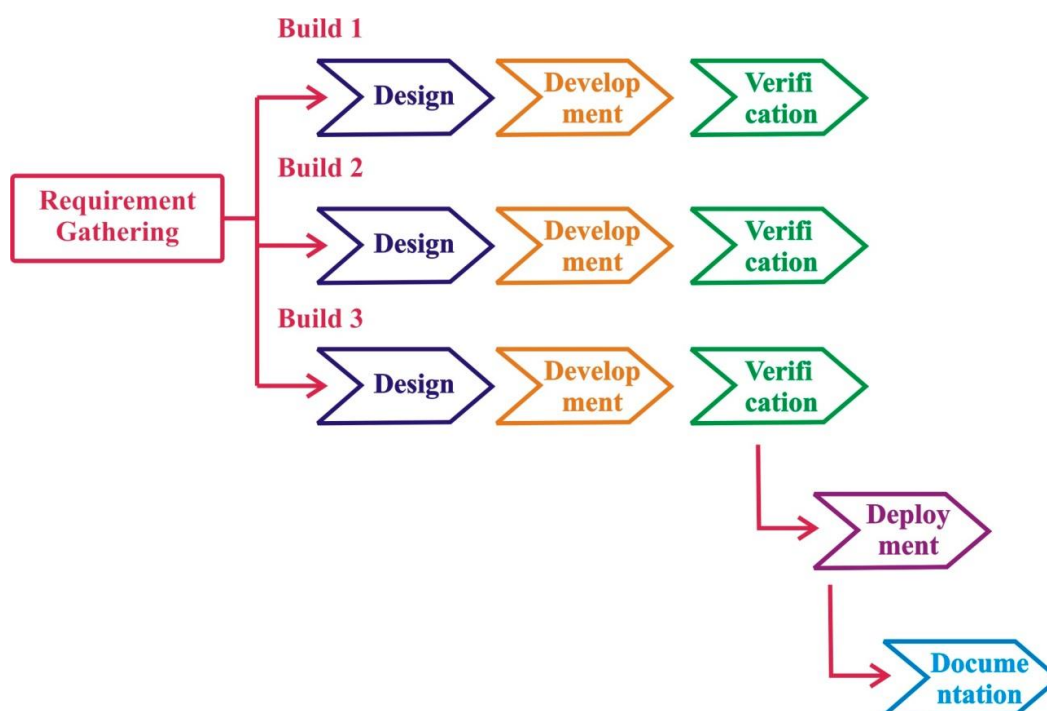 Build 1
Design
Develop
ment
Verifi
cation
Requirement
Gathering
Build 2
Design
Develop
ment
Verifi
cation
Build 3
Design
Develop
ment
Verifi
cation
Deploy
ment
Docume
ntation